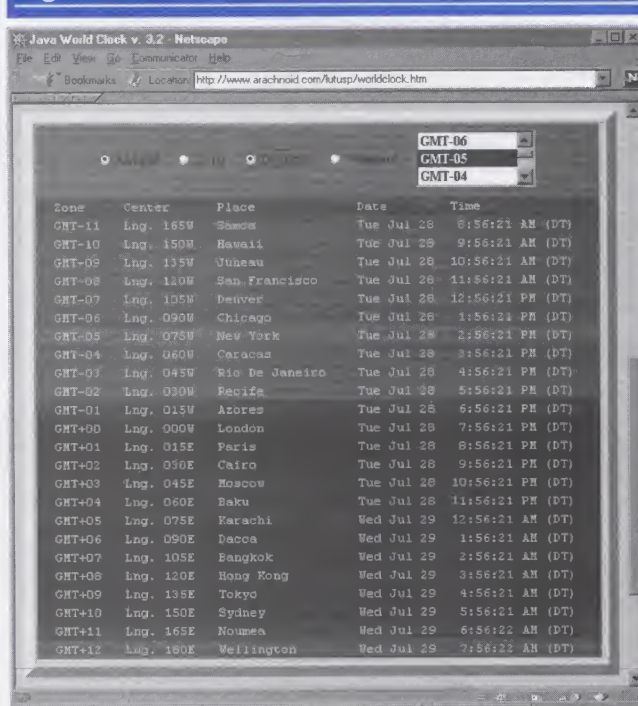 Java World Clock v. 3.2 - Netscape
File Edit View Go Communicator Help
Bookmarks Location: http://www.arachnoid.com/lutusp/worldclock.htm
GMT-06
GMT-05
GMT-04
Zone Center Place Date Time
GMT-11 Lng. 165W Samoa Tue Jul 28 8:56:21 AM (DT)
GMT-10 Lng. 150W Hawaii Tue Jul 28 9:56:21 AM (DT)
GMT-09 Lng. 135W Juneau Tue Jul 28 10:56:21 AM (DT)
GMT-08 Lng. 120W San Francisco Tue Jul 28 11:56:21 AM (DT)
GMT-07 Lng. 105W Denver Tue Jul 28 12:56:21 PM (DT)
GMT-06 Lng. 090W Chicago Tue Jul 28 1:56:21 PM (DT)
GMT-05 Lng. 075W New York Tue Jul 28 2:56:21 PM (DT)
GMT-04 Lng. 060W Caracas Tue Jul 28 3:56:21 PM (DT)
GMT-03 Lng. 045W Rio De Janeiro Tue Jul 28 4:56:21 PM (DT)
GMT-02 Lng. 030W Recife Tue Jul 28 5:56:21 PM (DT)
GMT-01 Lng. 015W Azores Tue Jul 28 6:56:21 PM (DT)
GMT+00 Lng. 000W London Tue Jul 28 7:56:21 PM (DT)
GMT+01 Lng. 015E Paris Tue Jul 28 8:56:21 PM (DT)
GMT+02 Lng. 030E Cairo Tue Jul 28 9:56:21 PM (DT)
GMT+03 Lng. 045E Moscow Tue Jul 28 10:56:21 PM (DT)
GMT+04 Lng. 060E Baku Tue Jul 28 11:56:21 PM (DT)
GMT+05 Lng. 075E Karachi Wed Jul 29 12:56:21 AM (DT)
GMT+06 Lng. 090E Dacca Wed Jul 29 1:56:21 AM (DT)
GMT+07 Lng. 105E Bangkok Wed Jul 29 2:56:21 AM (DT)
GMT+08 Lng. 120E Hong Kong Wed Jul 29 3:56:21 AM (DT)
GMT+09 Lng. 135E Tokyo Wed Jul 29 4:56:21 AM (DT)
GMT+10 Lng. 150E Sydney Wed Jul 29 5:56:21 AM (DT)
GMT+11 Lng. 165E Noumea Wed Jul 29 6:56:22 AM (DT)
GMT+12 Lng. 180E Wellington Wed Jul 29 7:56:22 AM (DT)